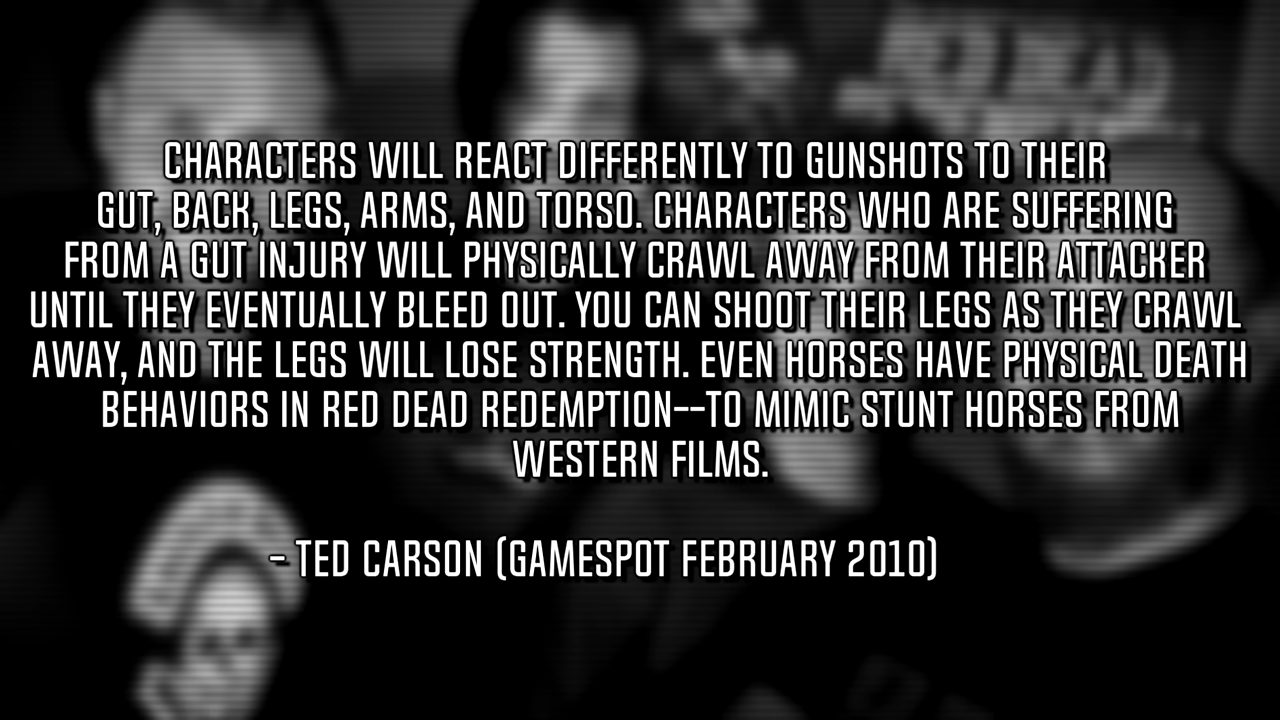 CHARACTERS WILL REACT DIFFERENTLY TO GUNSHOTS TO THEIR
GUT, BACK, LEGS, ARMS, AND TORSO. CHARACTERS WHO ARE SUFFERING
FROM A GUT INJURY WILL PHYSICALLY CRAWL AWAY FROM THEIR ATTACKER
UNTIL THEY EVENTUALLY BLEED OUT. YOU CAN SHOOT THEIR LEGS AS THEY CRAWL
AWAY, AND THE LEGS WILL LOSE STRENGTH. EVEN HORSES HAVE PHYSICAL DEATH
BEHAVIORS IN RED DEAD REDEMPTION--TO MIMIC STUNT HORSES FROM
WESTERN FILMS.
- TED CARSON (GAMESPOT FEBRUARY 2010)